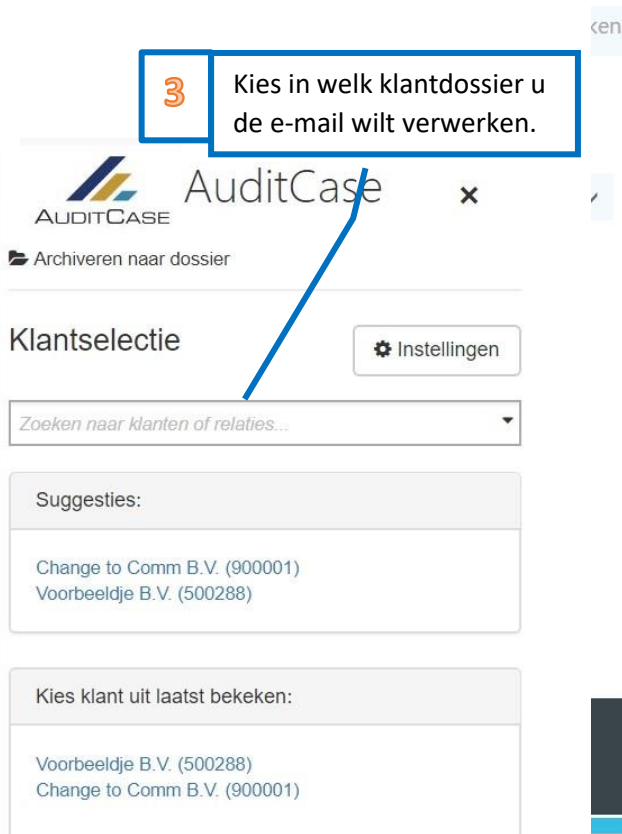 ken
3
Kies in welk klantdossier u
de e-mail wilt verwerken.
AuditCase
AUDITCASE
Archiveren naar dossier
Klantselectie
Instellingen
Zoeken naar klanten of relaties...
Suggesties:
Change to Comm B.V. (900001)
Voorbeeldje B.V. (500288)
Kies klant uit laatst bekeken:
Voorbeeldje B.V. (500288)
Change to Comm B.V. (900001)